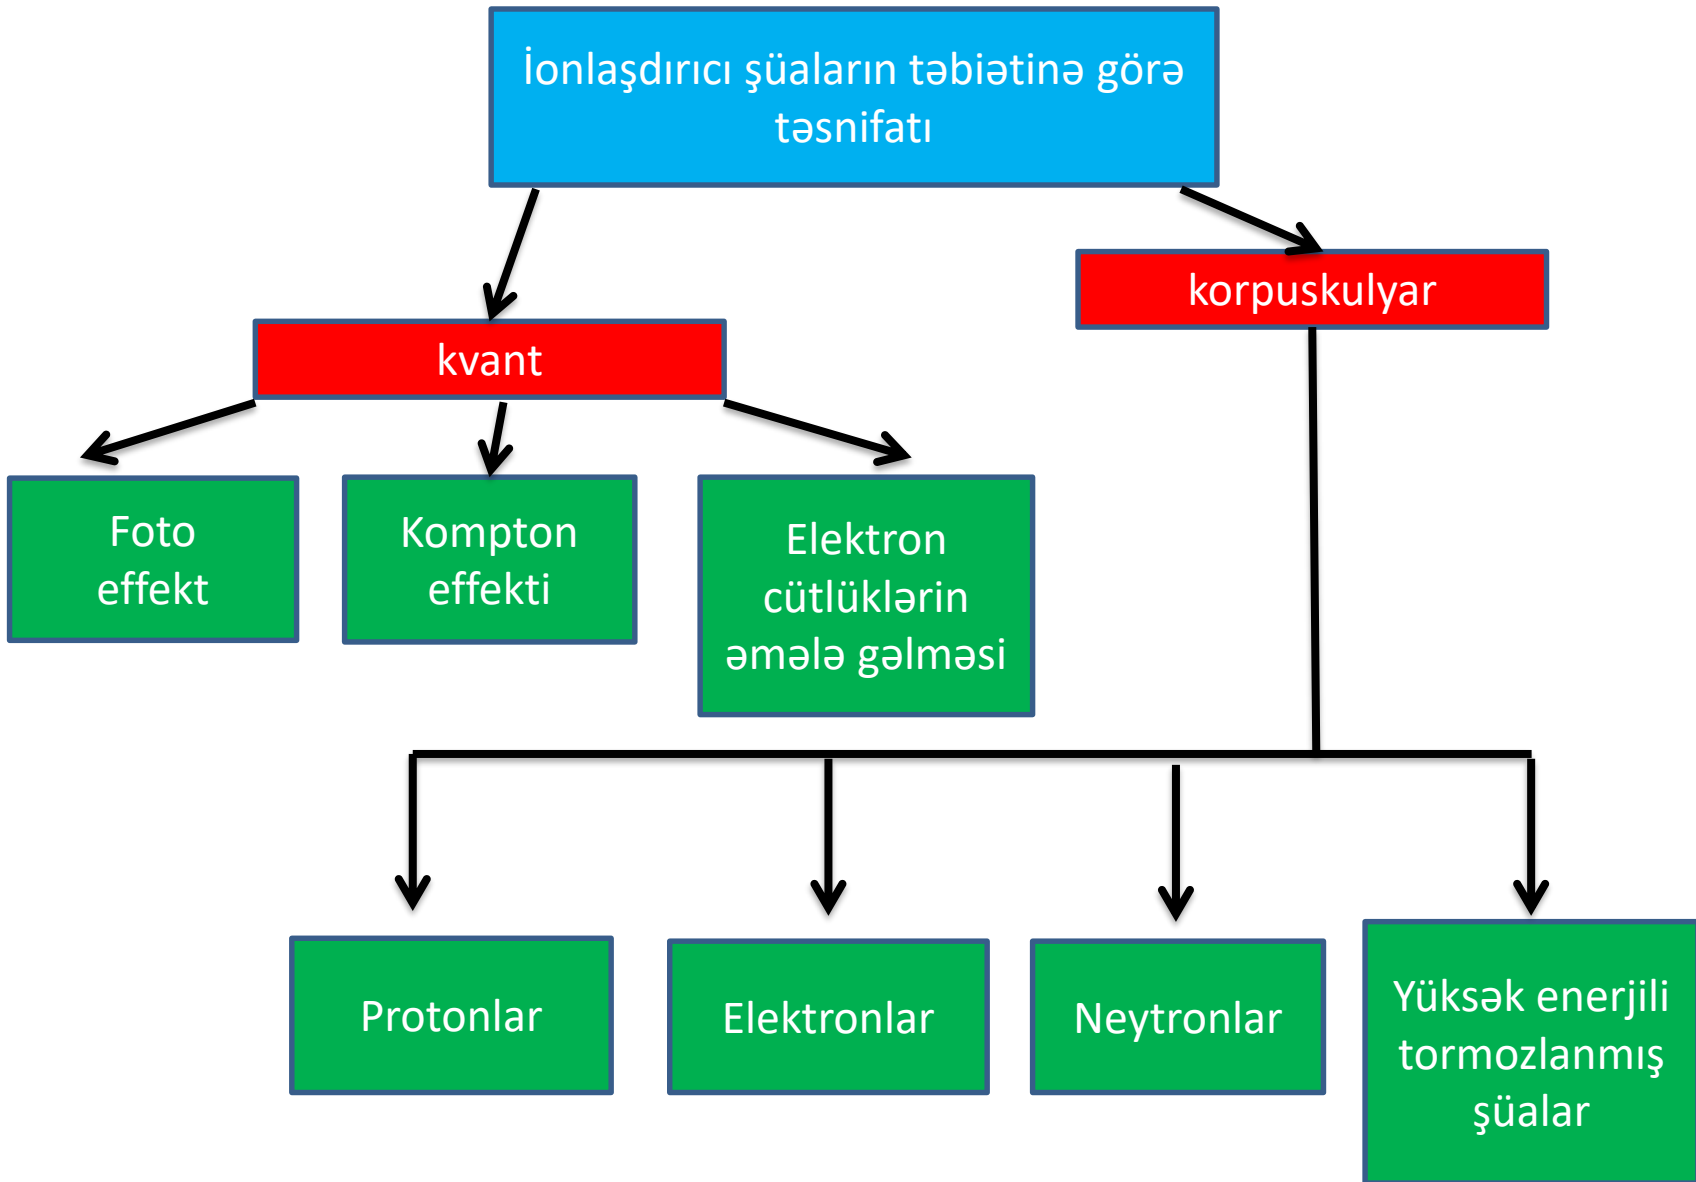 İonlaşdırıcı şüaların təbiətinə görə
təsnifatı
korpuskulyar
kvant
Foto
effekt
Kompton
effekti
Elektron
cütlüklərin
əmələ gəlməsi
Protonlar
Elektronlar
Neytronlar
Yüksək enerjili
tormozlanmış
şüalar